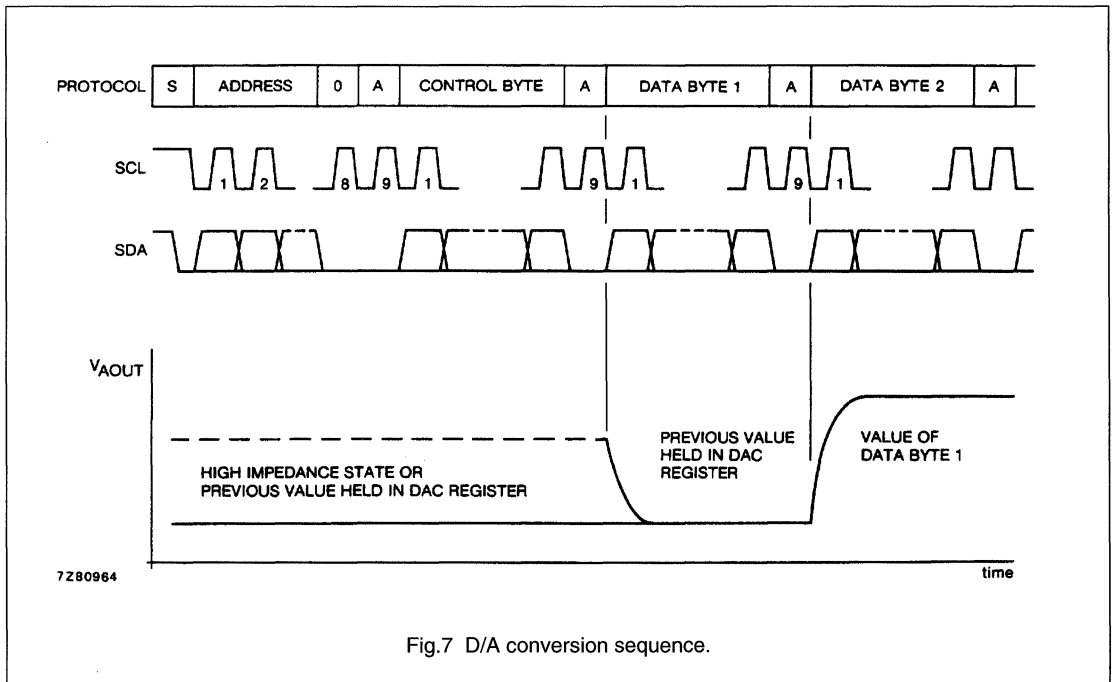 PROTOCOL S ADDRESS 0 A CONTROL BYTE A DATA BYTE 1 A DATA BYTE 2 A
SCL 1 2 8 9 1 9 1 9 1
SDA
VAOUT
HIGH IMPEDANCE STATE OR
PREVIOUS VALUE HELD IN DAC REGISTER
PREVIOUS VALUE
HELD IN DAC
REGISTER
VALUE OF
DATA BYTE 1
7Z80964
time
Fig.7 D/A conversion sequence.